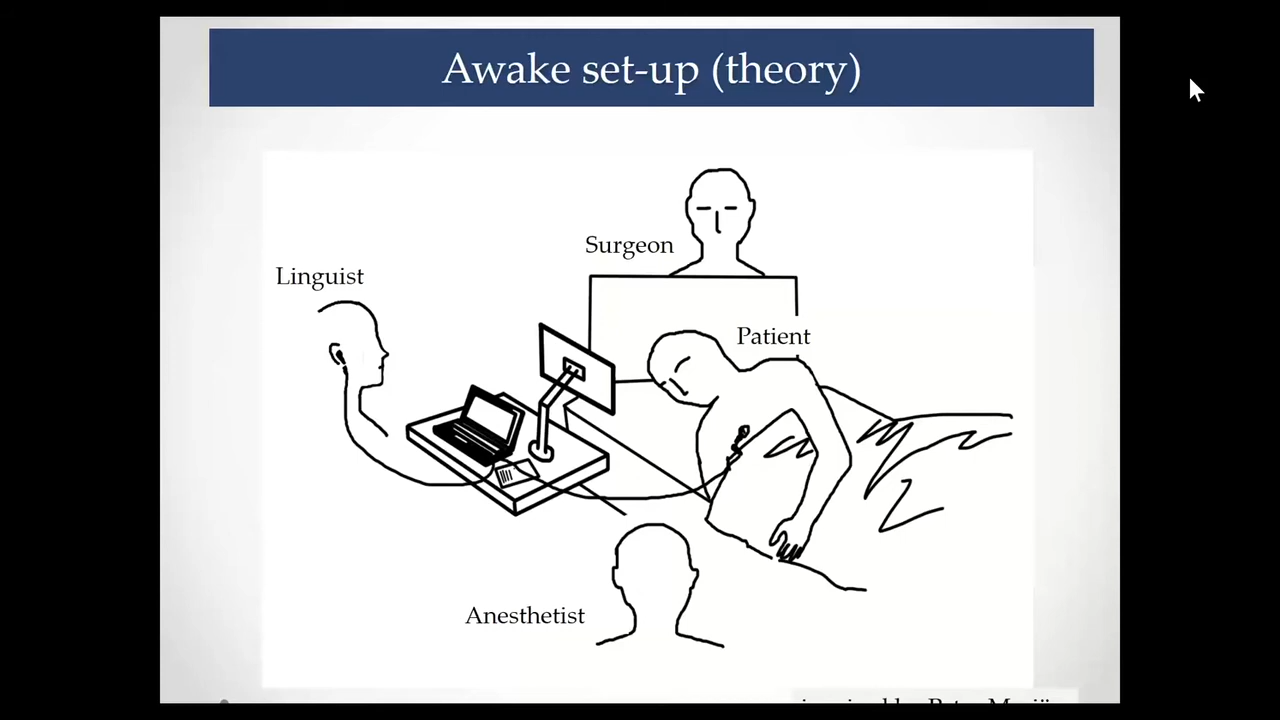 Awake set-up (theory)
Surgeon
Linguist
Patient
Anesthetist